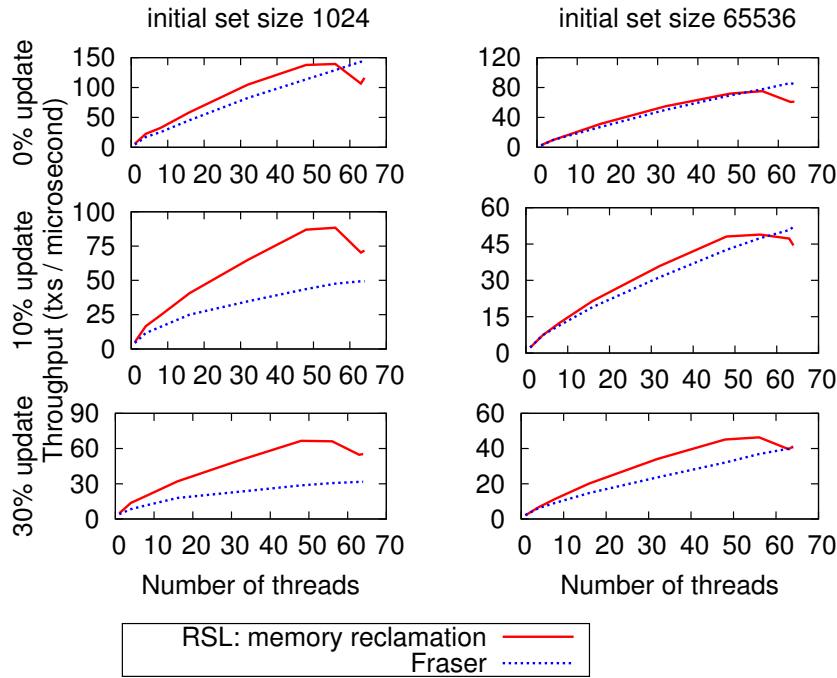 initial set size 1024
initial set size 65536
Throughput (txs / microsecond)
0% update
150
100
50
0
0 10 20 30 40 50 60 70
120
80
40
0
0 10 20 30 40 50 60 70
10% update
100
75
50
25
0
0 10 20 30 40 50 60 70
60
45
30
15
0
0 10 20 30 40 50 60 70
30% update
90
60
30
0
0 10 20 30 40 50 60 70
60
40
20
0
0 10 20 30 40 50 60 70
Number of threads
Number of threads
RSL: memory reclamation
Fraser